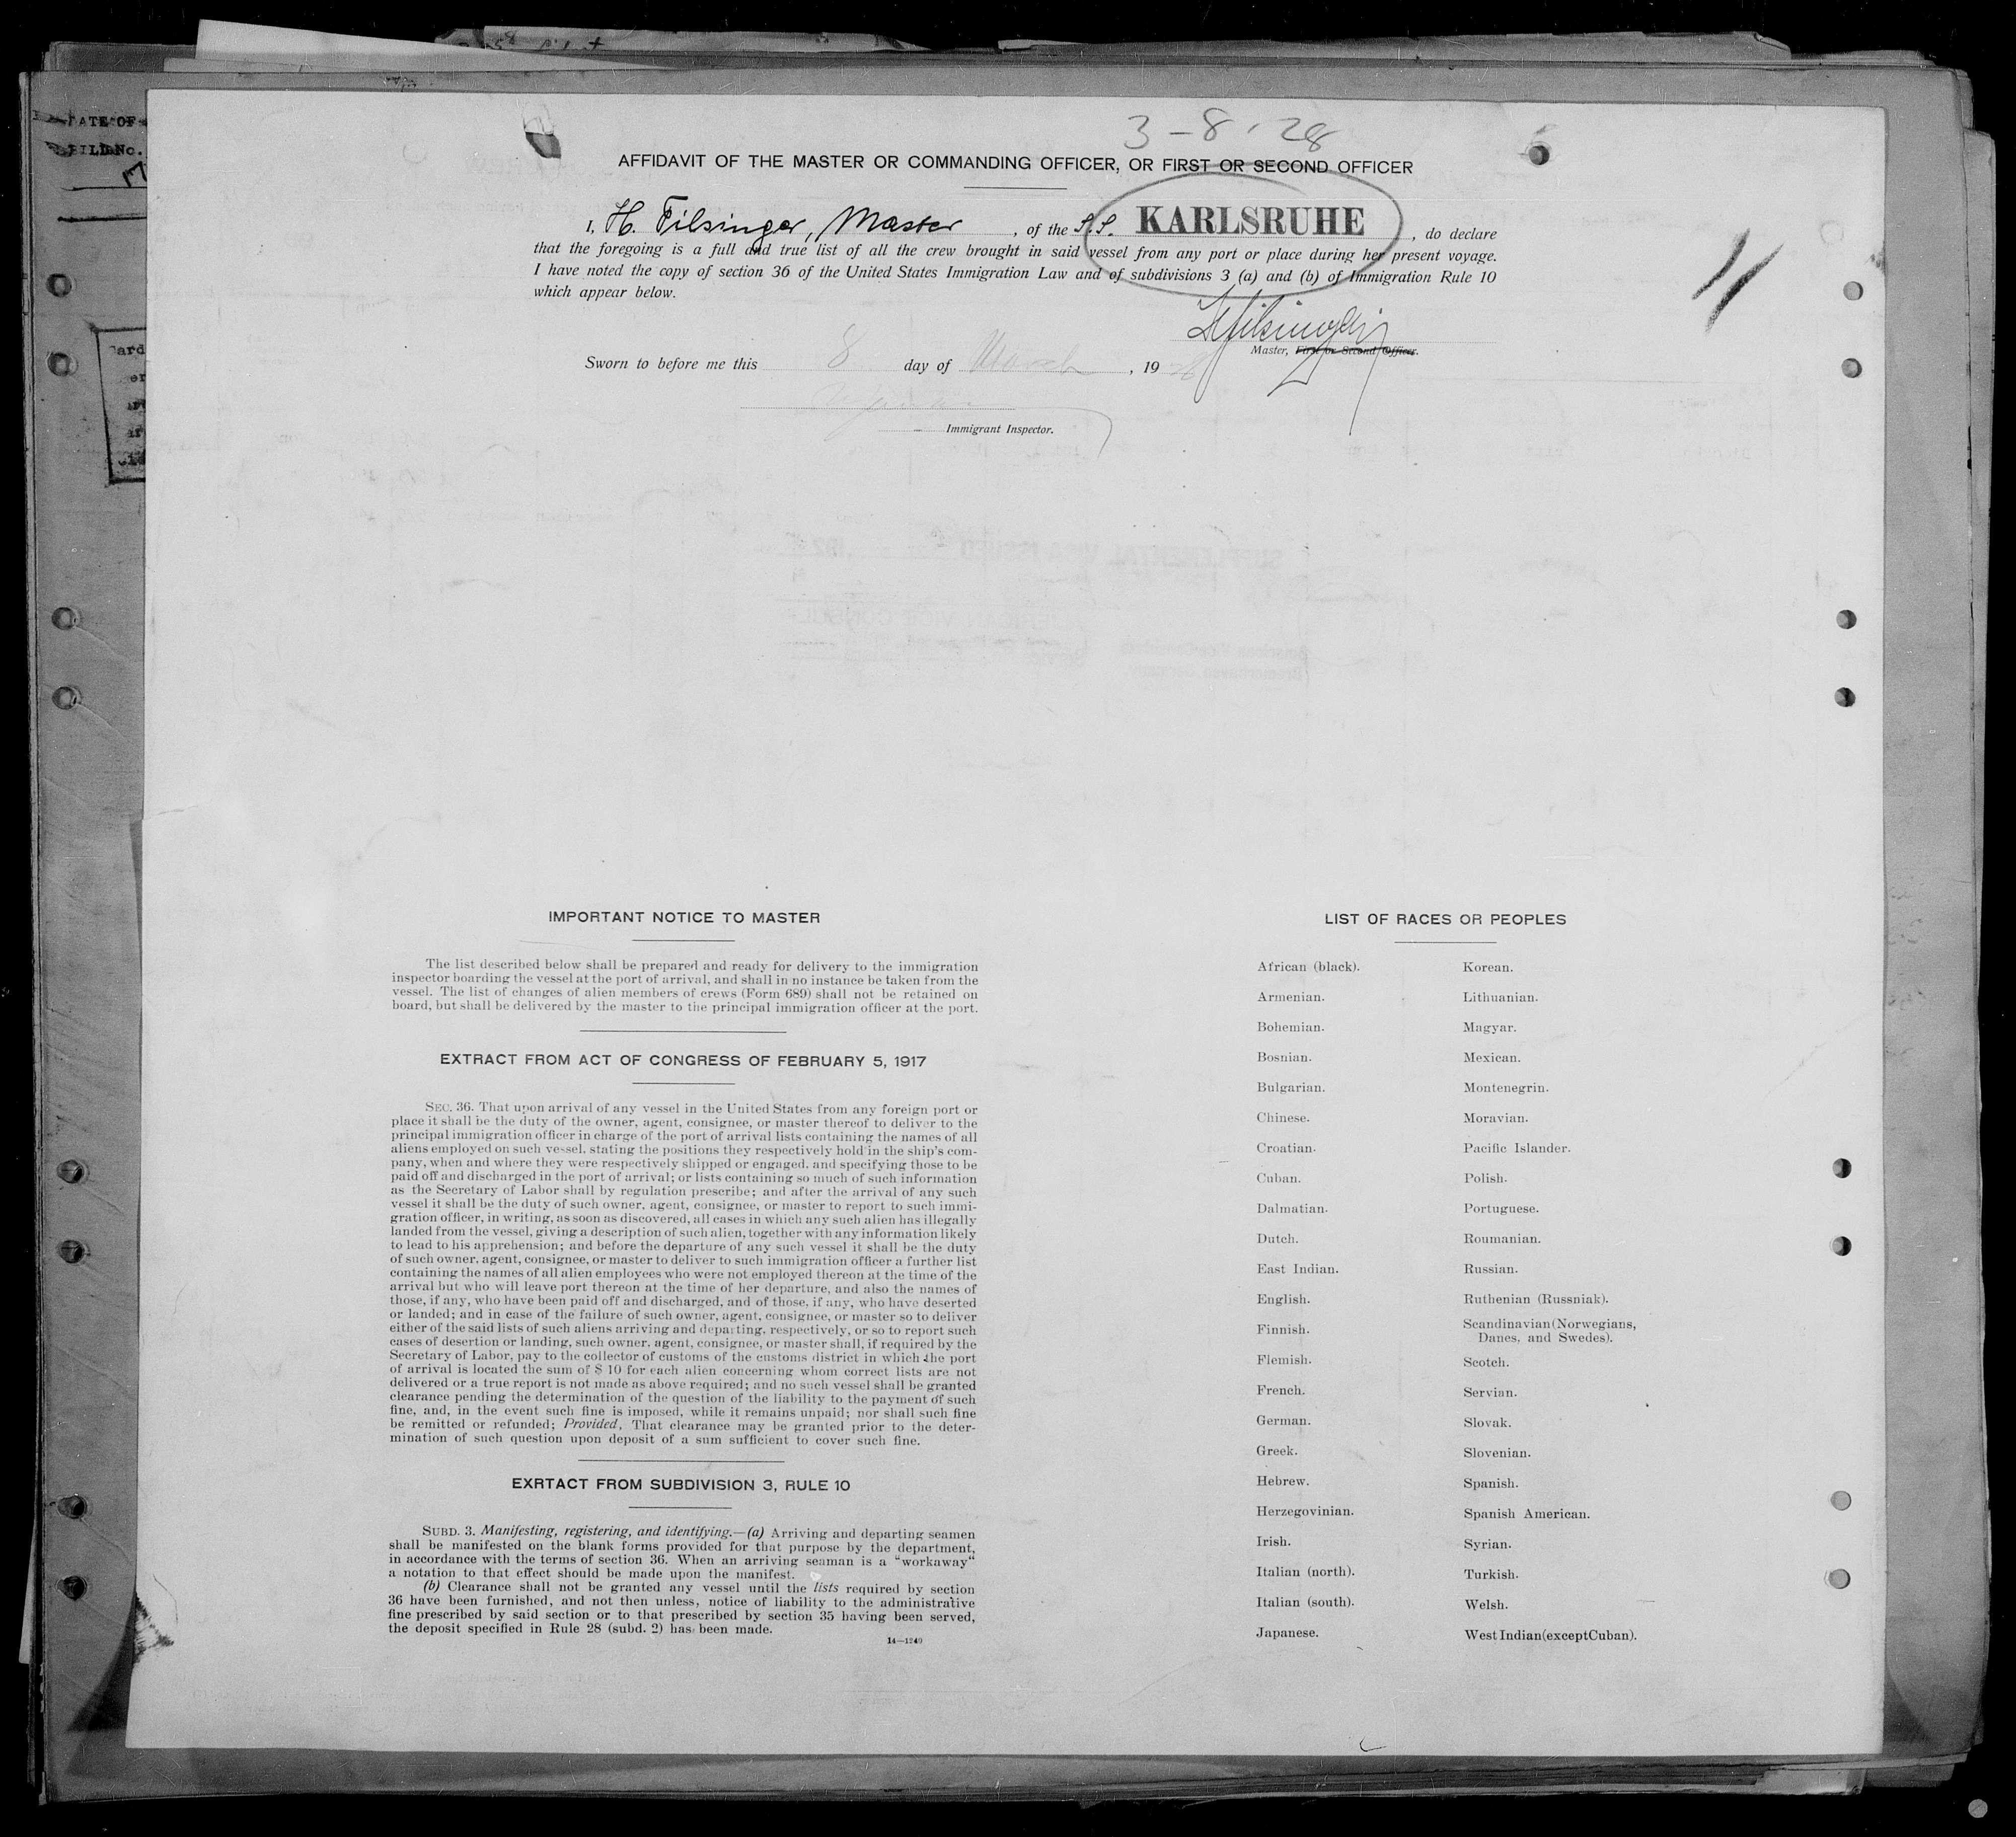 3-8-28
AFFIDAVIT OF THE MASTER OR COMMANDING OFFICER, OR FIRST OR SECOND OFFICER
I, H. Filsinger, Master, of the S.S. KARLSRUHE, do declare
that the foregoing is a full and true list of all the crew brought in said vessel from any port or place during her present voyage.
I have noted the copy of section 36 of the United States Immigration Law and of subdivisions 3 (a) and (b) of Immigration Rule 10
which appear below.
11
HFilsinger
Master, First or Second Officer.
Sworn to before me this 8 day of March, 1928
Immigrant Inspector.
ATE OF
No.
IMPORTANT NOTICE TO MASTER
The list described below shall be prepared and ready for delivery to the immigration
inspector boarding the vessel at the port of arrival, and shall in no instance be taken from the
vessel. The list of changes of alien members of crews (Form 689) shall not be retained on
board, but shall be delivered by the master to the principal immigration officer at the port.
EXTRACT FROM ACT OF CONGRESS OF FEBRUARY 5, 1917
SEC. 36. That upon arrival of any vessel in the United States from any foreign port or
place it shall be the duty of the owner, agent, consignee, or master thereof to deliver to the
principal immigration officer in charge of the port of arrival lists containing the names of all
aliens employed on such vessel, stating the positions they respectively hold in the ship's com-
pany, when and where they were respectively shipped or engaged, and specifying those to be
paid off and discharged in the port of arrival; or lists containing so much of such information
as the Secretary of Labor shall by regulation prescribe; and after the arrival of any such
vessel it shall be the duty of such owner, agent, consignee, or master to report to such immi-
gration officer, in writing, as soon as discovered, all cases in which any such alien has illegally
landed from the vessel, giving a description of such alien, together with any information likely
to lead to his apprehension; and before the departure of any such vessel it shall be the duty
of such owner, agent, consignee, or master to deliver to such immigration officer a further list
containing the names of all alien employees who were not employed thereon at the time of the
arrival but who will leave port thereon at the time of her departure, and also the names of
those, if any, who have been paid off and discharged, and of those, if any, who have deserted
or landed; and in case of the failure of such owner, agent, consignee, or master so to deliver
either of the said lists of such aliens arriving and departing, respectively, or so to report such
cases of desertion or landing, such owner, agent, consignee, or master shall, if required by the
Secretary of Labor, pay to the collector of customs of the customs district in which the port
of arrival is located the sum of $ 10 for each alien concerning whom correct lists are not
delivered or a true report is not made as above required; and no such vessel shall be granted
clearance pending the determination of the question of the liability to the payment of such
fine, and, in the event such fine is imposed, while it remains unpaid; nor shall such fine
be remitted or refunded; Provided, That clearance may be granted prior to the deter-
mination of such question upon deposit of a sum sufficient to cover such fine.
EXRTACT FROM SUBDIVISION 3, RULE 10
SUBD. 3. Manifesting, registering, and identifying.—(a) Arriving and departing seamen
shall be manifested on the blank forms provided for that purpose by the department,
in accordance with the terms of section 36. When an arriving seaman is a "workaway"
a notation to that effect should be made upon the manifest.
(b) Clearance shall not be granted any vessel until the lists required by section
36 have been furnished, and not then unless, notice of liability to the administrative
fine prescribed by said section or to that prescribed by section 35 having been served,
the deposit specified in Rule 28 (subd. 2) has been made.
14—1249
LIST OF RACES OR PEOPLES
African (black).
Armenian.
Bohemian.
Bosnian.
Bulgarian.
Chinese.
Croatian.
Cuban.
Dalmatian.
Dutch.
East Indian.
English.
Finnish.
Flemish.
French.
German.
Greek.
Hebrew.
Herzegovinian.
Irish.
Italian (north).
Italian (south).
Japanese.
Korean.
Lithuanian.
Magyar.
Mexican.
Montenegrin.
Moravian.
Pacific Islander.
Polish.
Portuguese.
Roumanian.
Russian.
Ruthenian (Russniak).
Scandinavian (Norwegians,
Danes, and Swedes).
Scotch.
Servian.
Slovak.
Slovenian.
Spanish.
Spanish American.
Syrian.
Turkish.
Welsh.
West Indian (except Cuban).